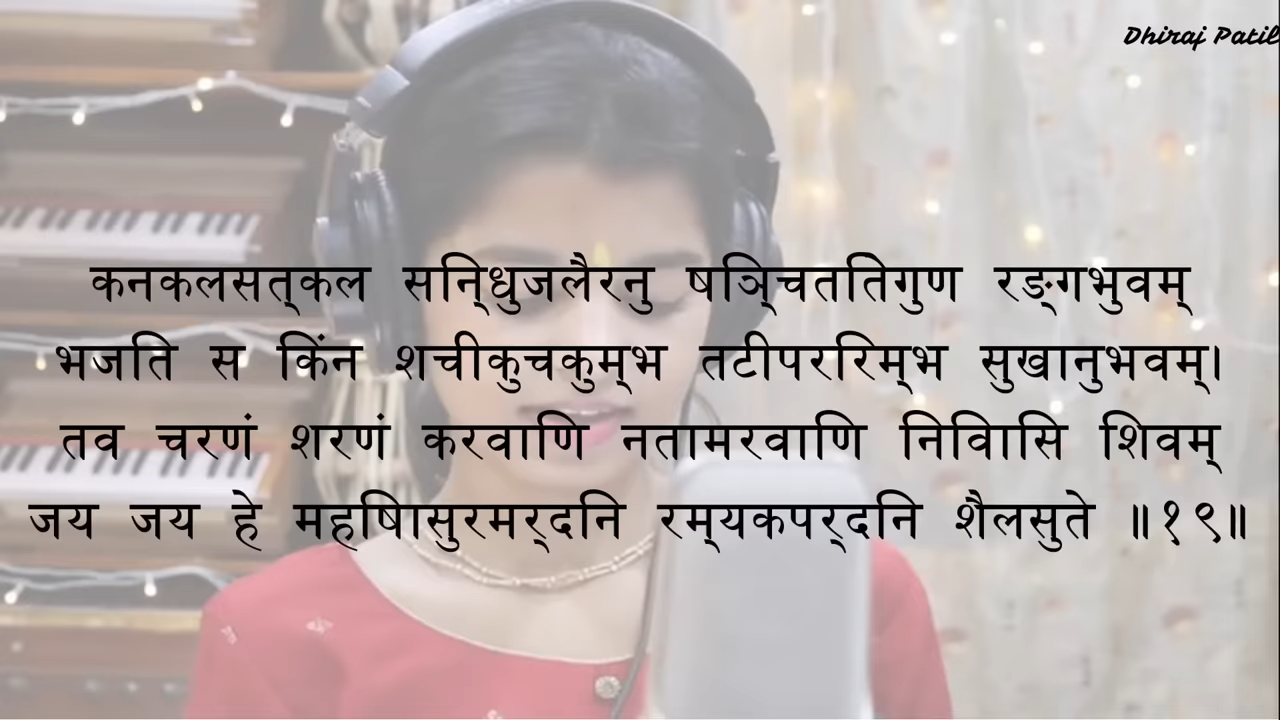 Dhiraj Patil
कनकलसत्कल सन्धिुजलैरनु षञ्चिततिगुण रङ्गभुवम्
भजति स किंन शचीकुचकुम्भ तटीपररिम्भ सुखानुभवम्।
तव चरणं शरणं करवाणि नतामरवाणि निविासि शिवम्
जय जय हे महषिासुरमर्दनि रम्यकपर्दनि शैलसुते ॥१९॥